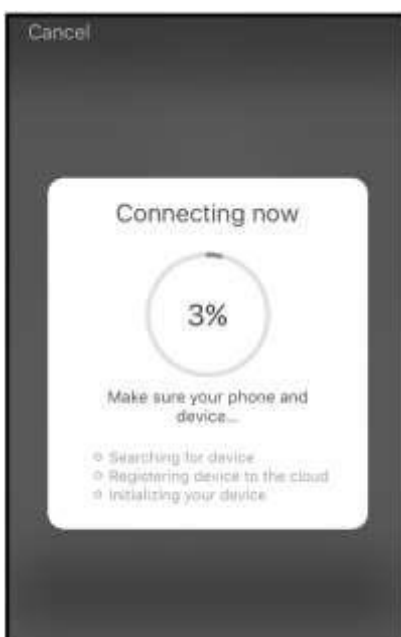 Cancel
Connecting now
3%
Make sure your phone and
device...
Searching for device
Registering device to the cloud
Initializing your device